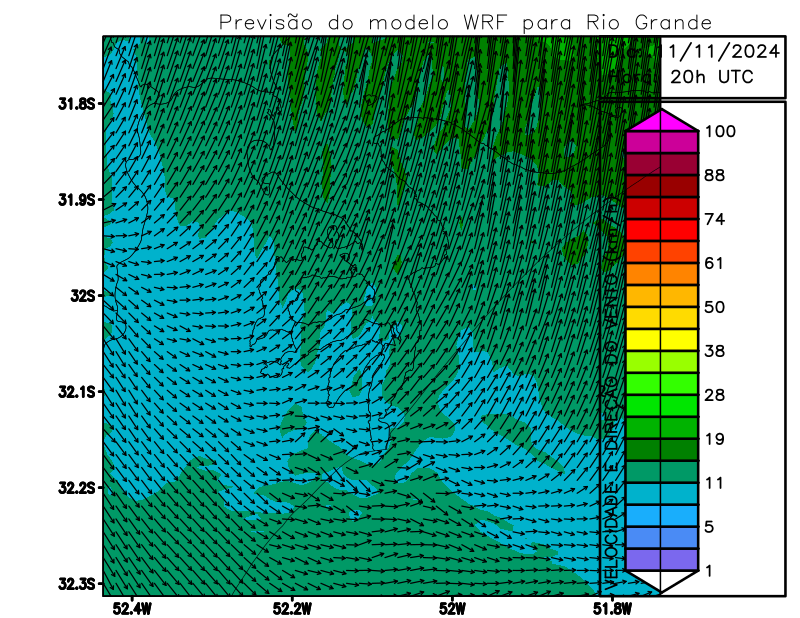 Previsão do modelo WRF para Rio Grande
1/11/2024
20h UTC
31.8S
31.9S
32S
32.1S
32.2S
32.3S
52.4W
52.2W
52W
51.8W
VELOCIDADE E DIREÇÃO DO VENTO (km/h)
100
88
74
61
50
38
28
19
11
5
1